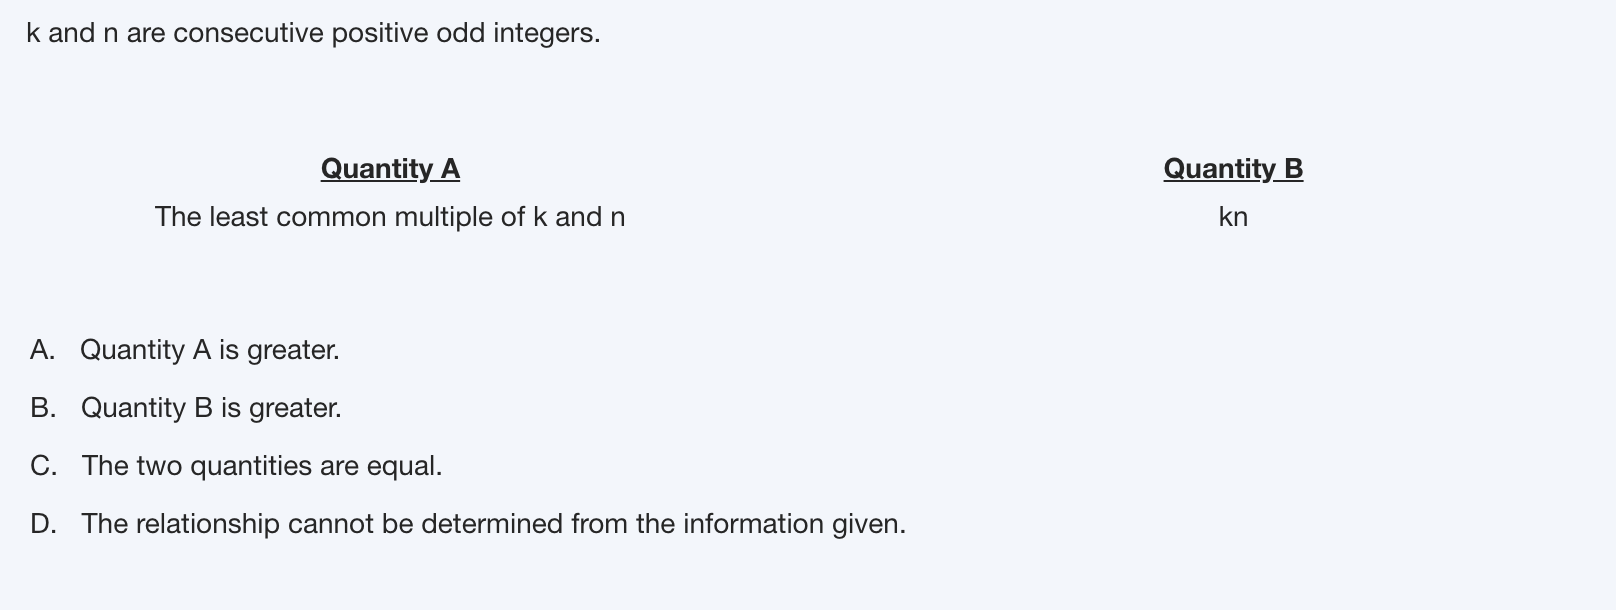 k and n are consecutive positive odd integers.
Quantity A
The least common multiple of k and n
Quantity B
kn
A. Quantity A is greater.
B. Quantity B is greater.
C. The two quantities are equal.
D. The relationship cannot be determined from the information given.